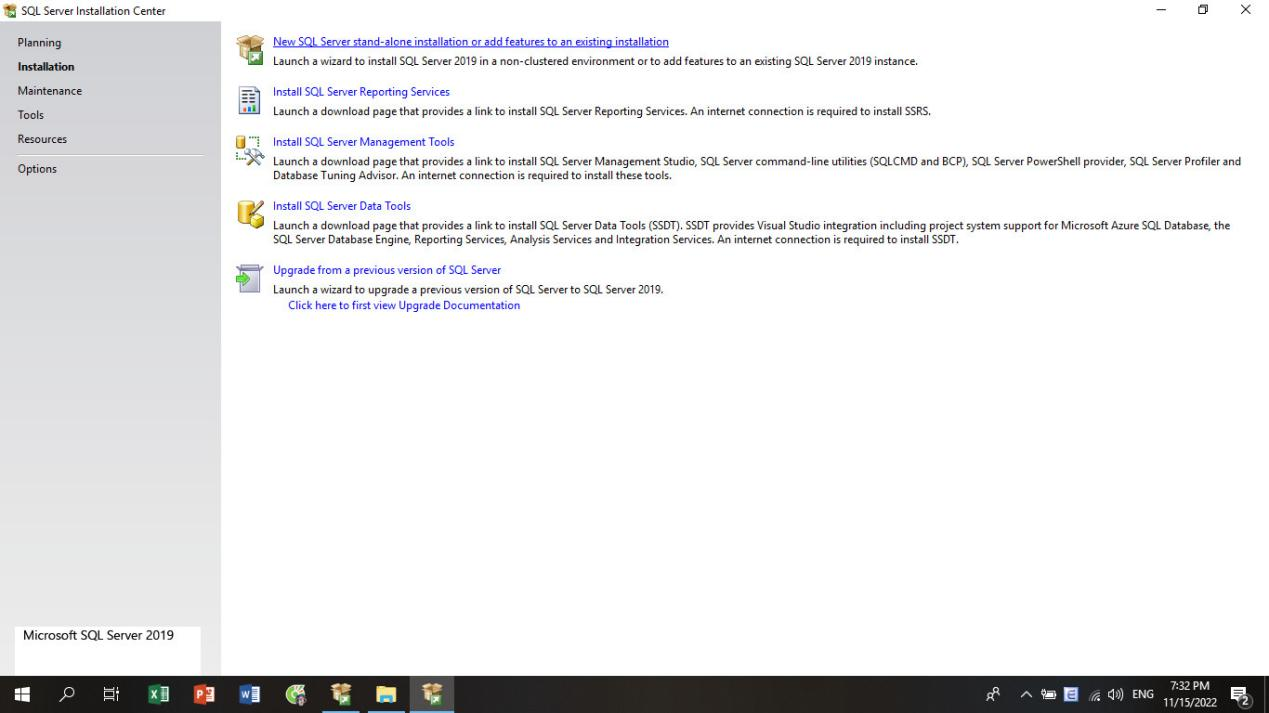 SQL Server Installation Center
Planning
Installation
Maintenance
Tools
Resources
Options
New SQL Server stand-alone installation or add features to an existing installation
Launch a wizard to install SQL Server 2019 in a non-clustered environment or to add features to an existing SQL Server 2019 instance.
Install SQL Server Reporting Services
Launch a download page that provides a link to install SQL Server Reporting Services. An internet connection is required to install SSRS.
Install SQL Server Management Tools
Launch a download page that provides a link to install SQL Server Management Studio, SQL Server command-line utilities (SQLCMD and BCP), SQL Server PowerShell provider, SQL Server Profiler and
Database Tuning Advisor. An internet connection is required to install these tools.
Install SQL Server Data Tools
Launch a download page that provides a link to install SQL Server Data Tools (SSDT). SSDT provides Visual Studio integration including project system support for Microsoft Azure SQL Database, the
SQL Server Database Engine, Reporting Services, Analysis Services and Integration Services. An internet connection is required to install SSDT.
Upgrade from a previous version of SQL Server
Launch a wizard to upgrade a previous version of SQL Server to SQL Server 2019.
Click here to first view Upgrade Documentation
Microsoft SQL Server 2019
ENG
7:32 PM
11/15/2022
2